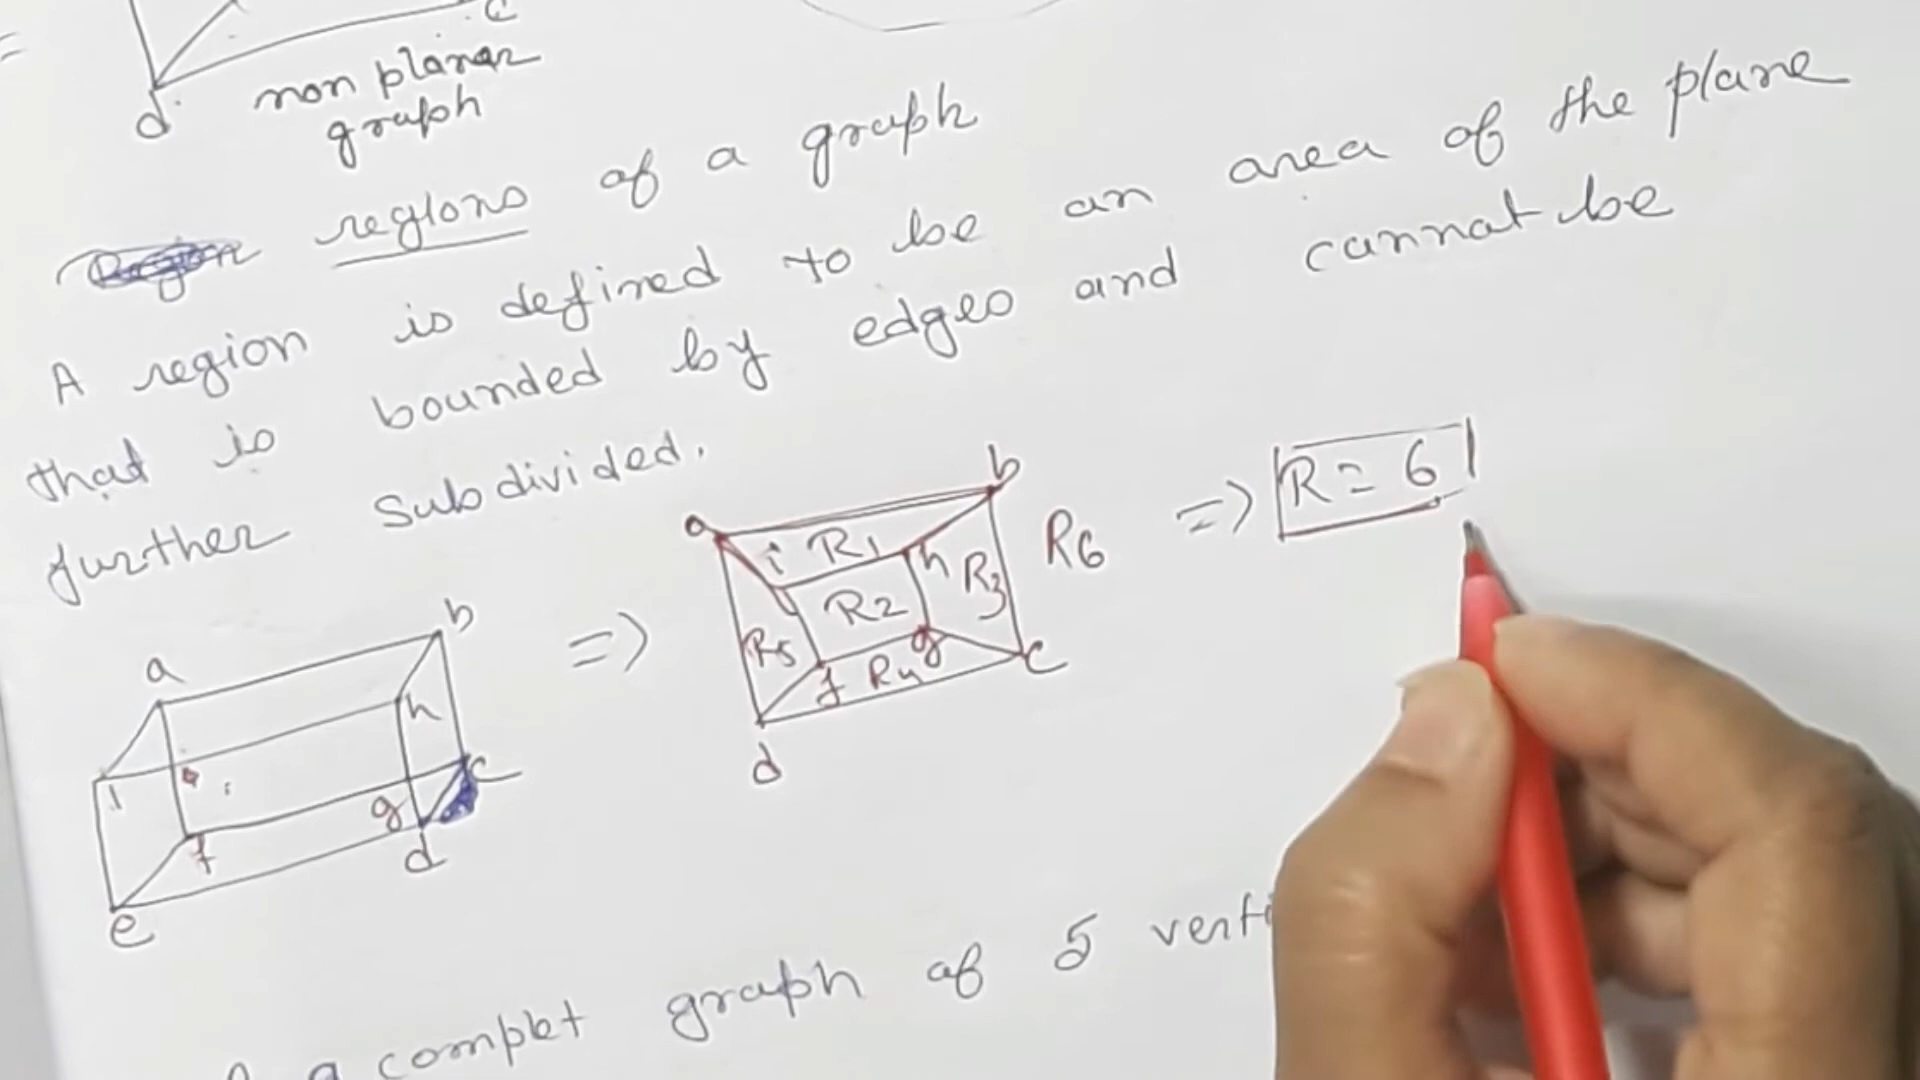 c
d
non planar
graph
regions of a graph
A region is defined to be an area of the plane
that is bounded by edges and cannat be
further subdivided.
a b h i c g f d e
=>
a b i R1 h R2 R3 R5 g f R4 c d R6
=> R = 6
a complet graph of 5